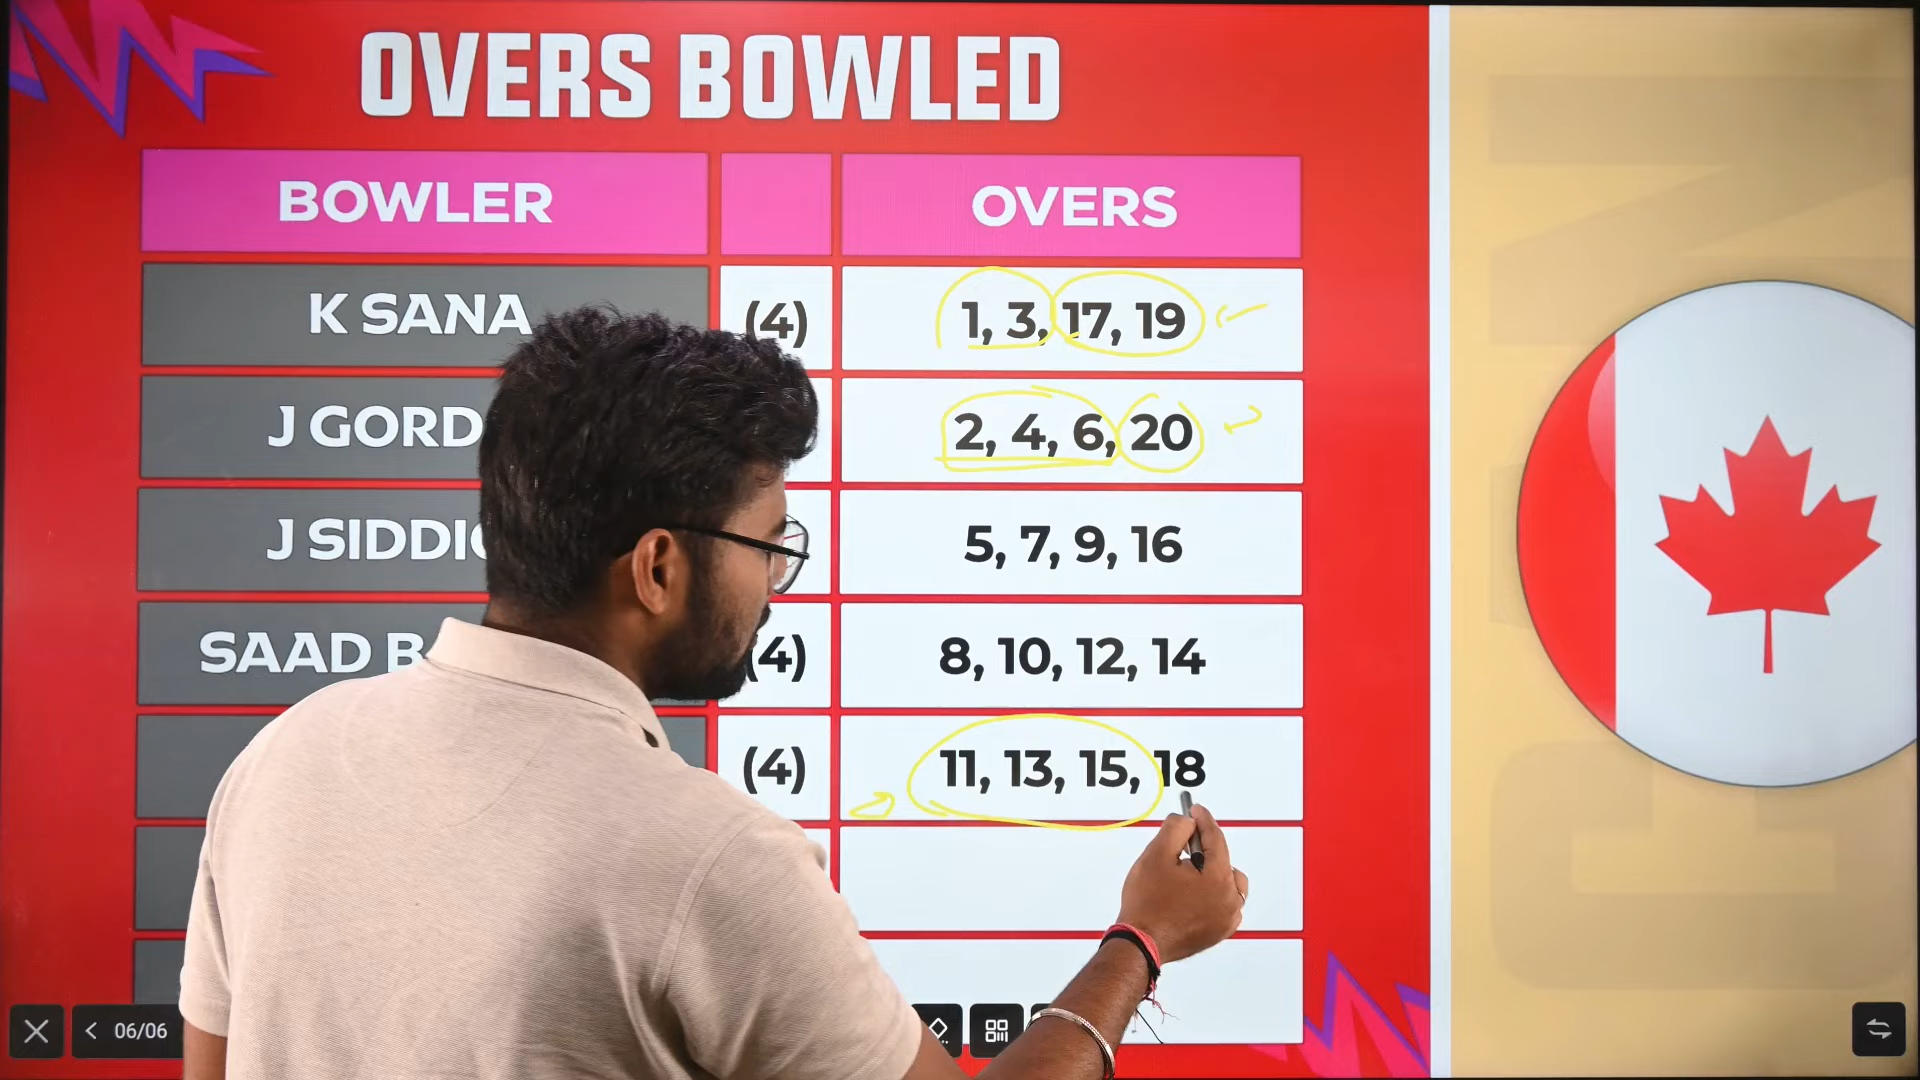 OVERS BOWLED
BOWLER OVERS
K SANA (4) 1, 3, 17, 19
J GORD 2, 4, 6, 20
J SIDDI 5, 7, 9, 16
SAAD B (4) 8, 10, 12, 14
(4) 11, 13, 15, 18
06/06